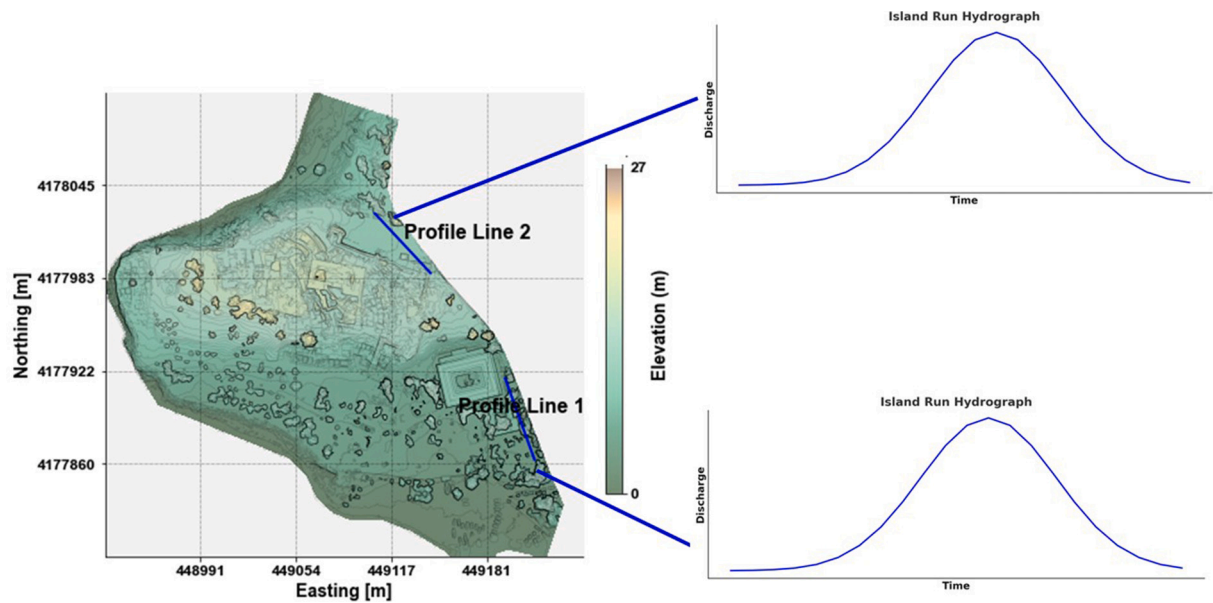 Island Run Hydrograph
Discharge
Time
27
4178045
Profile Line 2
4177983
Elevation (m)
Northing [m]
4177922
Profile Line 1
4177860
0
448991
449054
449117
449181
Easting [m]
Island Run Hydrograph
Discharge
Time